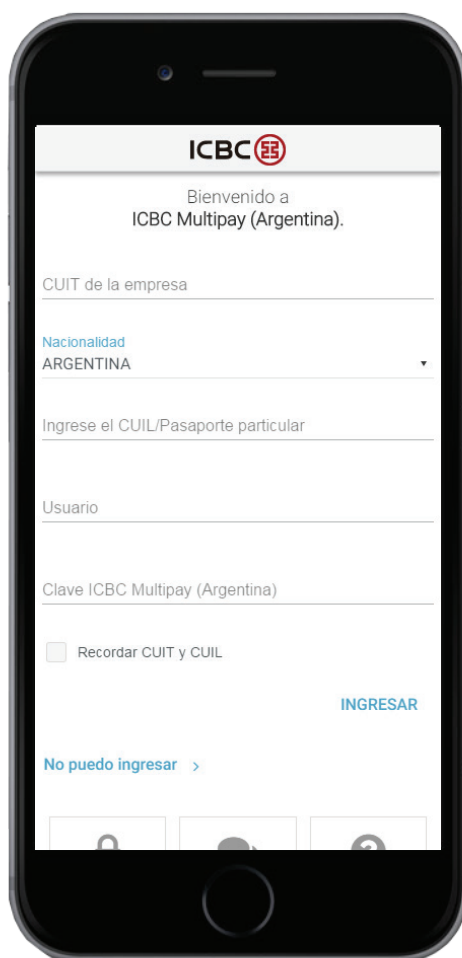 ICBC
Bienvenido a
ICBC Multipay (Argentina).
CUIT de la empresa
Nacionalidad
ARGENTINA
Ingrese el CUIL/Pasaporte particular
Usuario
Clave ICBC Multipay (Argentina)
Recordar CUIT y CUIL
INGRESAR
No puedo ingresar >